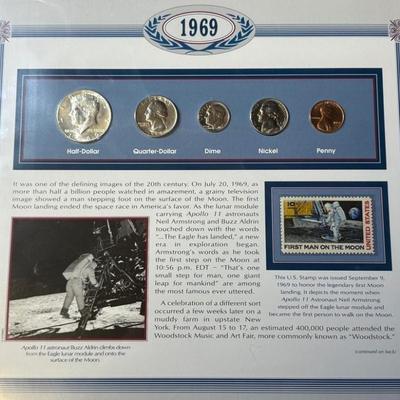 1969
Half-Dollar
Quarter-Dollar
Dime
Nickel
Penny
It was one of the defining images of the 20th century. On July 20, 1969, as
more than half a billion people watched in amazement, a grainy television
image showed a man stepping foot on the surface of the Moon. The first
Moon landing ended the space race in America's favor. As the lunar module
carrying Apollo 11 astronauts
Neil Armstrong and Buzz Aldrin
touched down with the words
"...The Eagle has landed," a new
era in exploration began.
Armstrong's words as he took
the first step on the Moon at
10:56 p.m. EDT – "That's one
small step for man, one giant
leap for mankind" are among
the most famous ever uttered.
A celebration of a different sort
occurred a few weeks later on a
muddy farm in upstate New
York. From August 15 to 17, an estimated 400,000 people attended the
Woodstock Music and Art Fair, more commonly known as "Woodstock."
Apollo 11 astronaut Buzz Aldrin climbs down
from the Eagle lunar module and onto the
surface of the Moon.
10¢
UNITED STATES
FIRST MAN ON THE MOON
This U.S. Stamp was issued September 9,
1969 to honor the legendary first Moon
landing. It depicts the moment when
Apollo 11 Astronaut Neil Armstrong
stepped off the Eagle lunar module and
became the first person to walk on the Moon.
(continued on back)